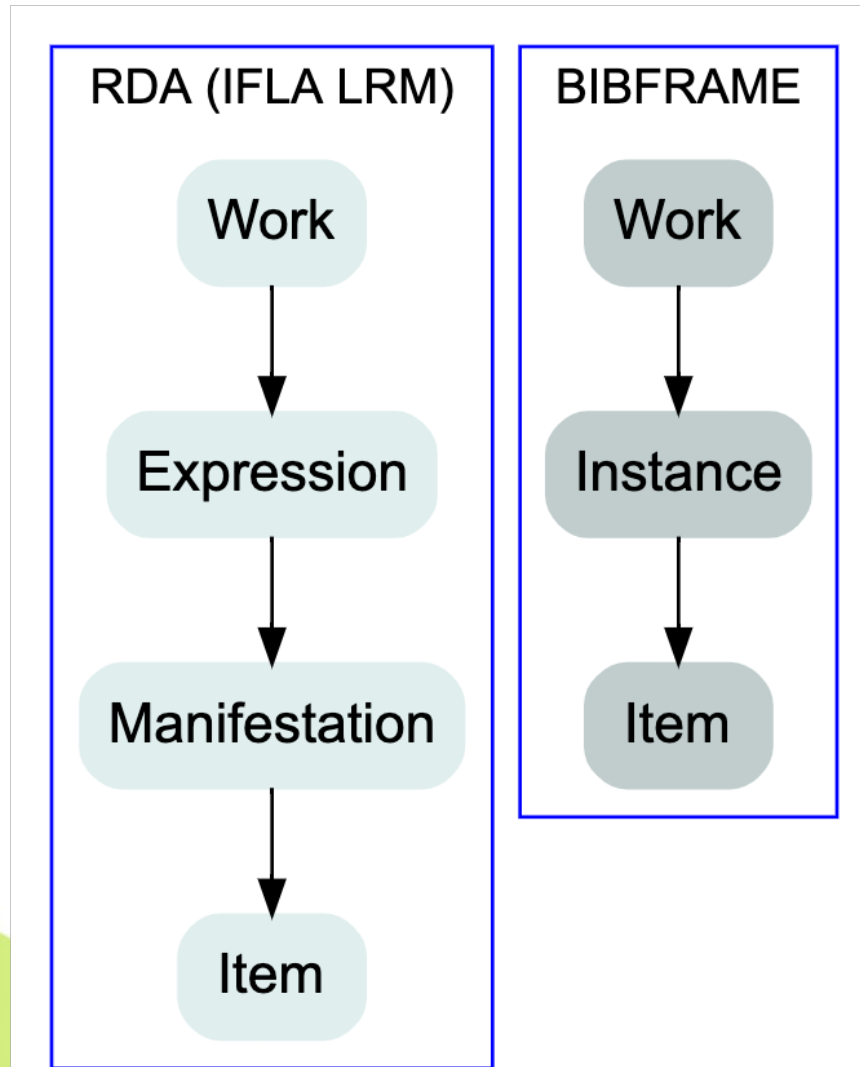 RDA (IFLA LRM)
Work
Expression
Manifestation
Item
BIBFRAME
Work
Instance
Item